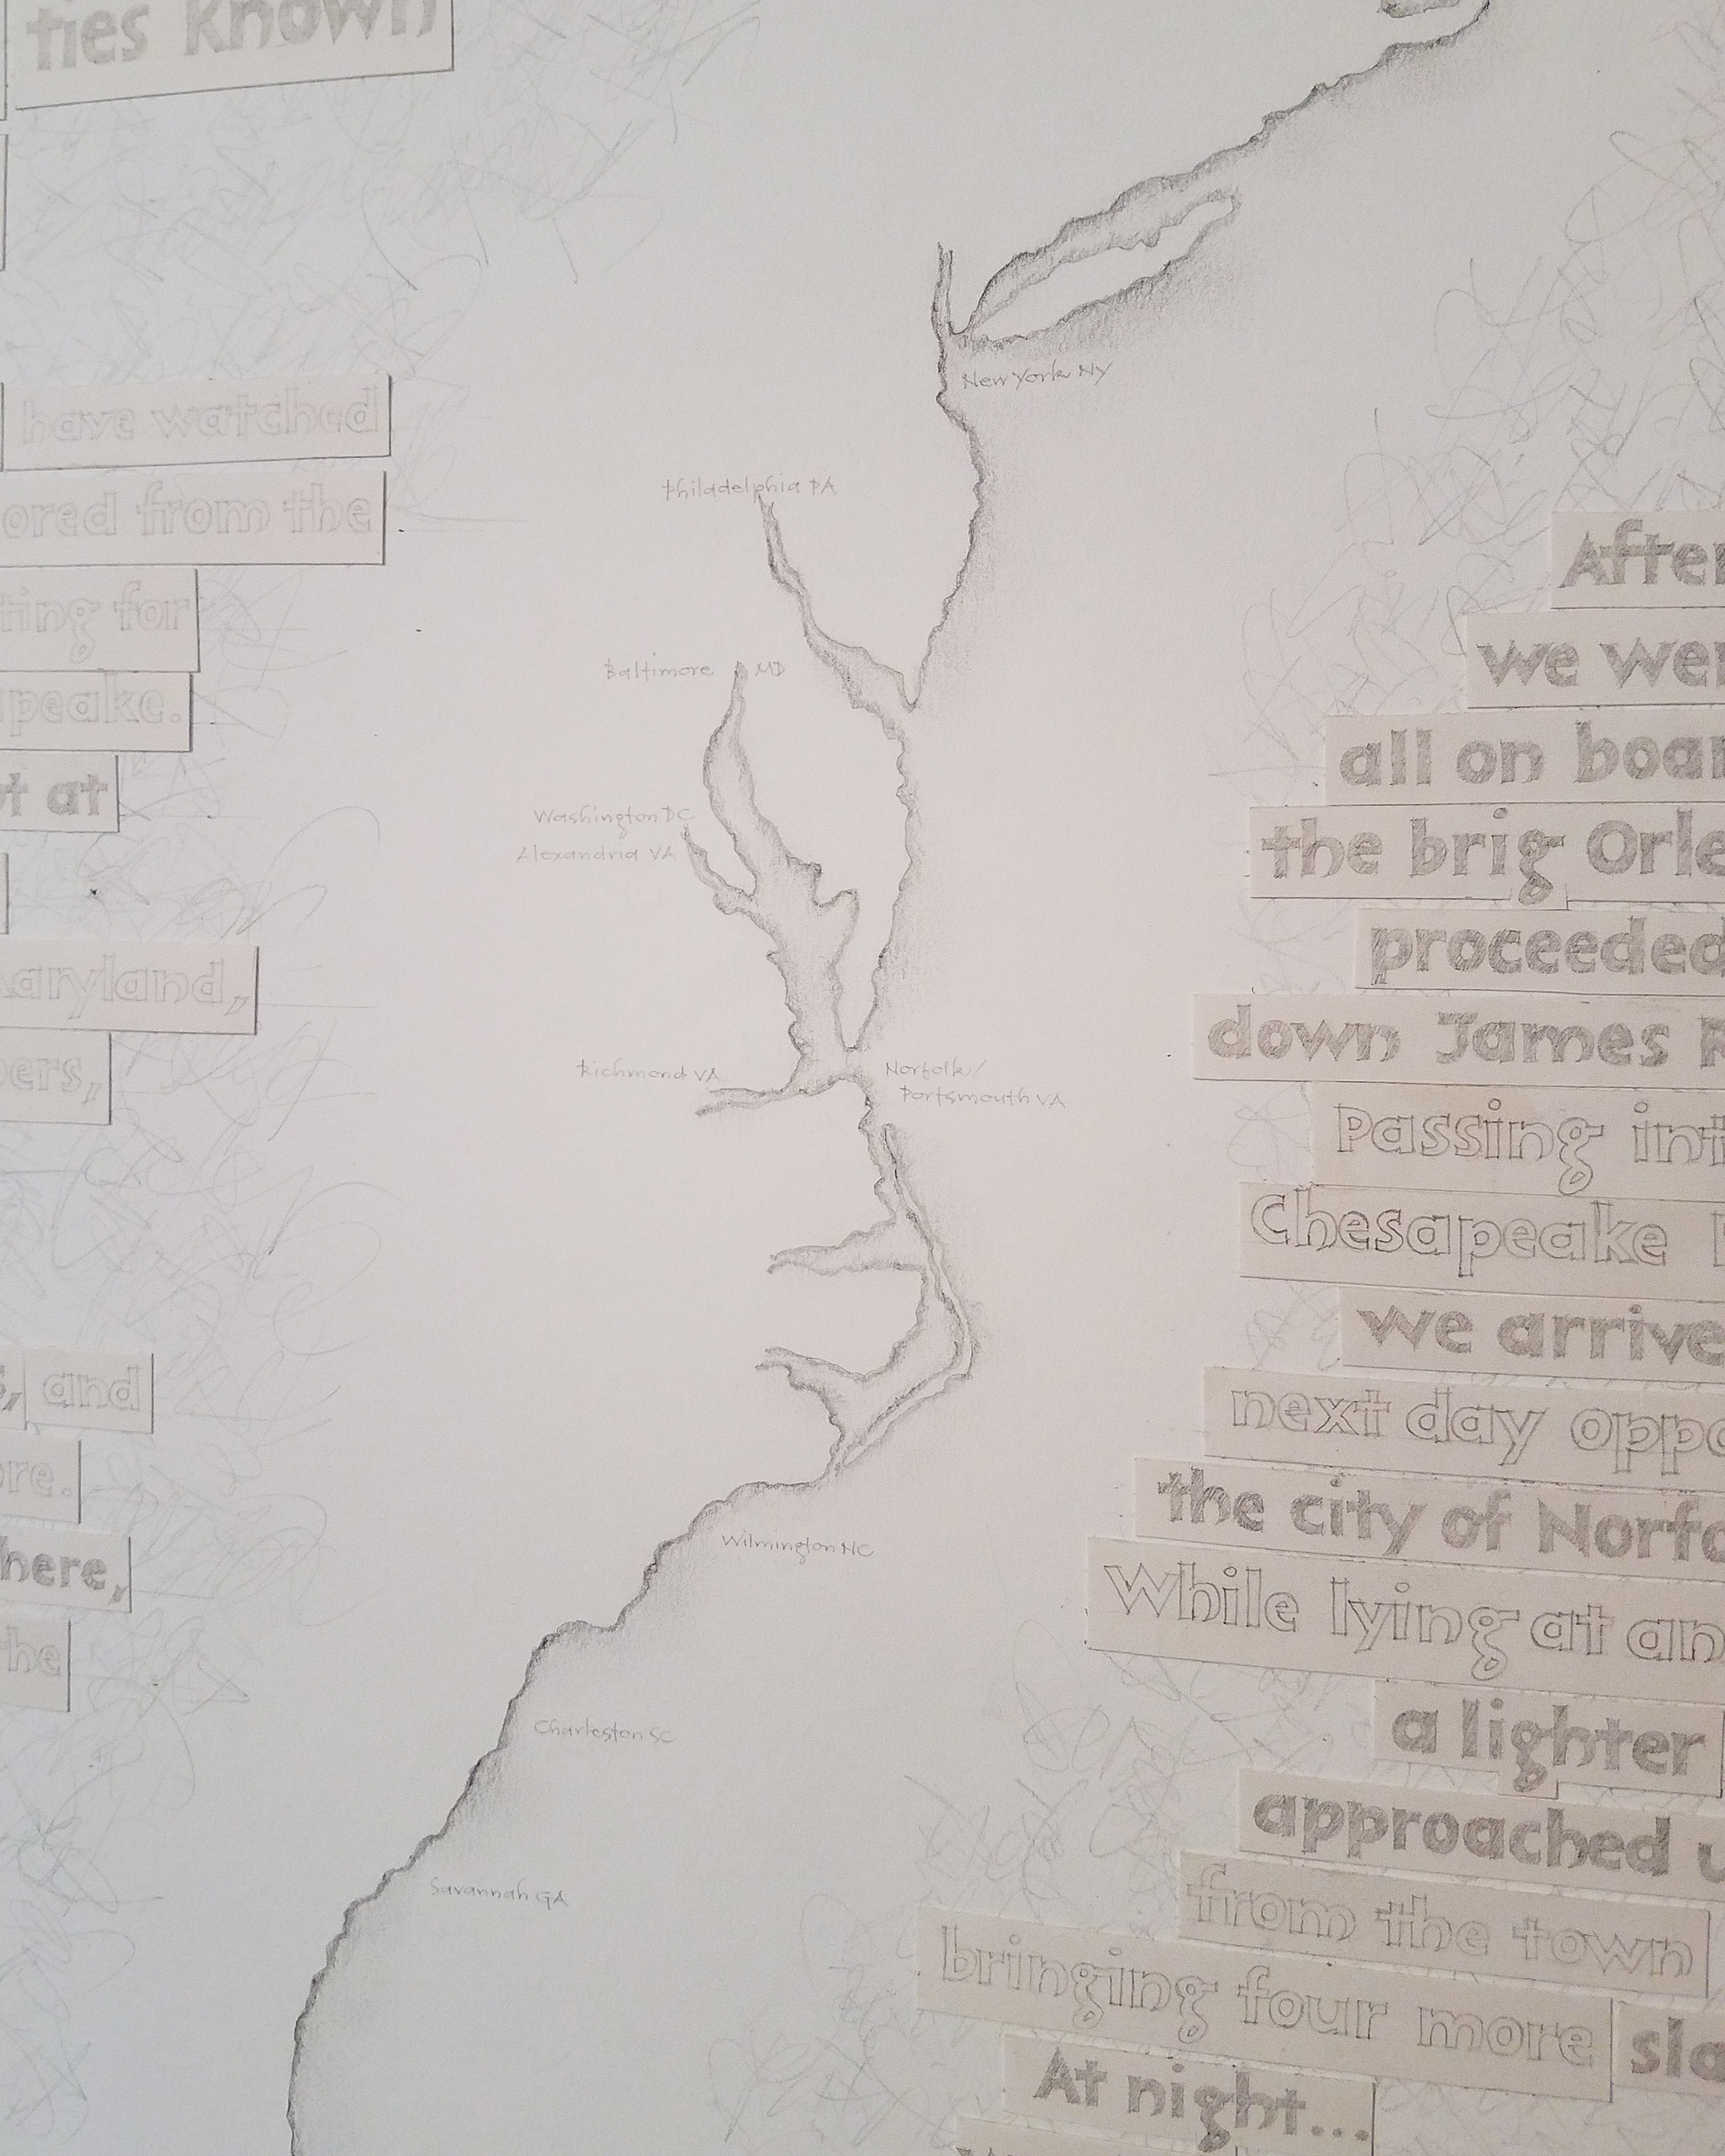 ties known
have watched
ored from the
ting for
peake.
t at
aryland,
ers,
, and
re.
here,
he
New York NY
Philadelphia PA
Baltimore MD
Washington DC
Alexandria VA
Richmond VA
Norfolk/
Portsmouth VA
Wilmington NC
Charleston SC
Savannah GA
After
we wer
all on boar
the brig Orle
proceeded
down James R
Passing int
Chesapeake
we arrive
next day oppo
the city of Norfo
While lying at an
a lighter
approached u
from the town
bringing four more sla
At night...